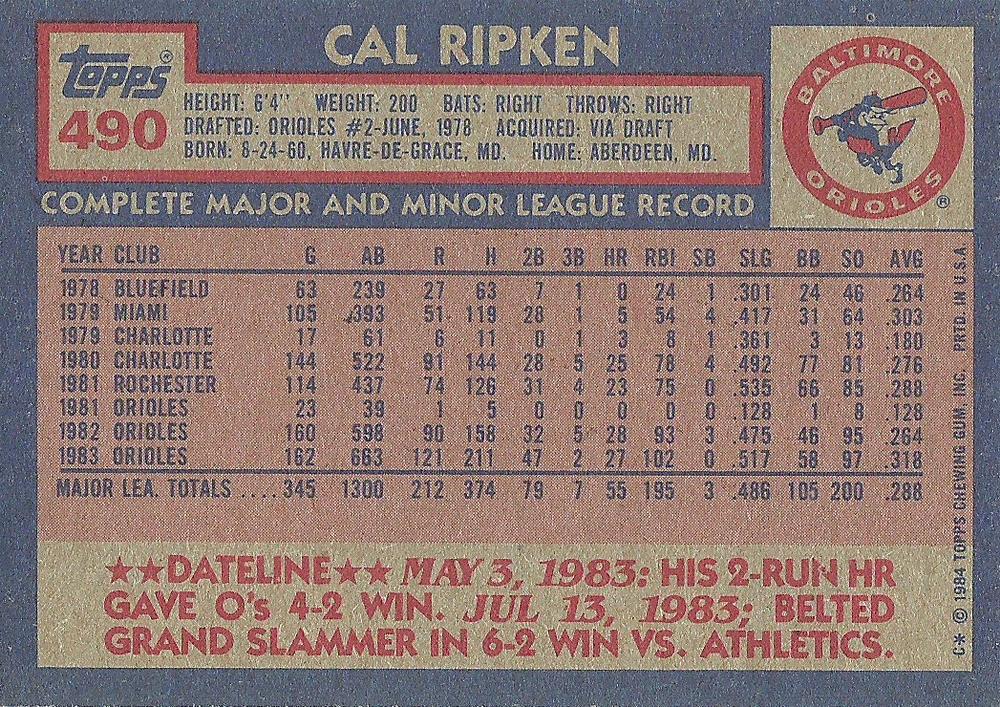 CAL RIPKEN
Topps®
490
HEIGHT: 6'4" WEIGHT: 200 BATS: RIGHT THROWS: RIGHT
DRAFTED: ORIOLES #2-JUNE, 1978 ACQUIRED: VIA DRAFT
BORN: 8-24-60, HAVRE-DE-GRACE, MD. HOME: ABERDEEN, MD.
BALTIMORE
ORIOLES®
COMPLETE MAJOR AND MINOR LEAGUE RECORD
YEAR CLUB G AB R H 2B 3B HR RBI SB SLG BB SO AVG
1978 BLUEFIELD 63 239 27 63 7 1 0 24 1 .301 24 46 .264
1979 MIAMI 105 393 51 119 28 1 5 54 4 .417 31 64 .303
1979 CHARLOTTE 17 61 6 11 0 1 3 8 1 .361 3 13 .180
1980 CHARLOTTE 144 522 91 144 28 5 25 78 4 .492 77 81 .276
1981 ROCHESTER 114 437 74 126 31 4 23 75 0 .535 66 85 .288
1981 ORIOLES 23 39 1 5 0 0 0 0 0 .128 1 8 .128
1982 ORIOLES 160 598 90 158 32 5 28 93 3 .475 46 95 .264
1983 ORIOLES 162 663 121 211 47 2 27 102 0 .517 58 97 .318
MAJOR LEA. TOTALS .... 345 1300 212 374 79 7 55 195 3 .486 105 200 .288
★★DATELINE★★ MAY 3, 1983: HIS 2-RUN HR
GAVE O's 4-2 WIN. JUL 13, 1983; BELTED
GRAND SLAMMER IN 6-2 WIN VS. ATHLETICS.
C* © 1984 TOPPS CHEWING GUM, INC. PRTD. IN U.S.A.